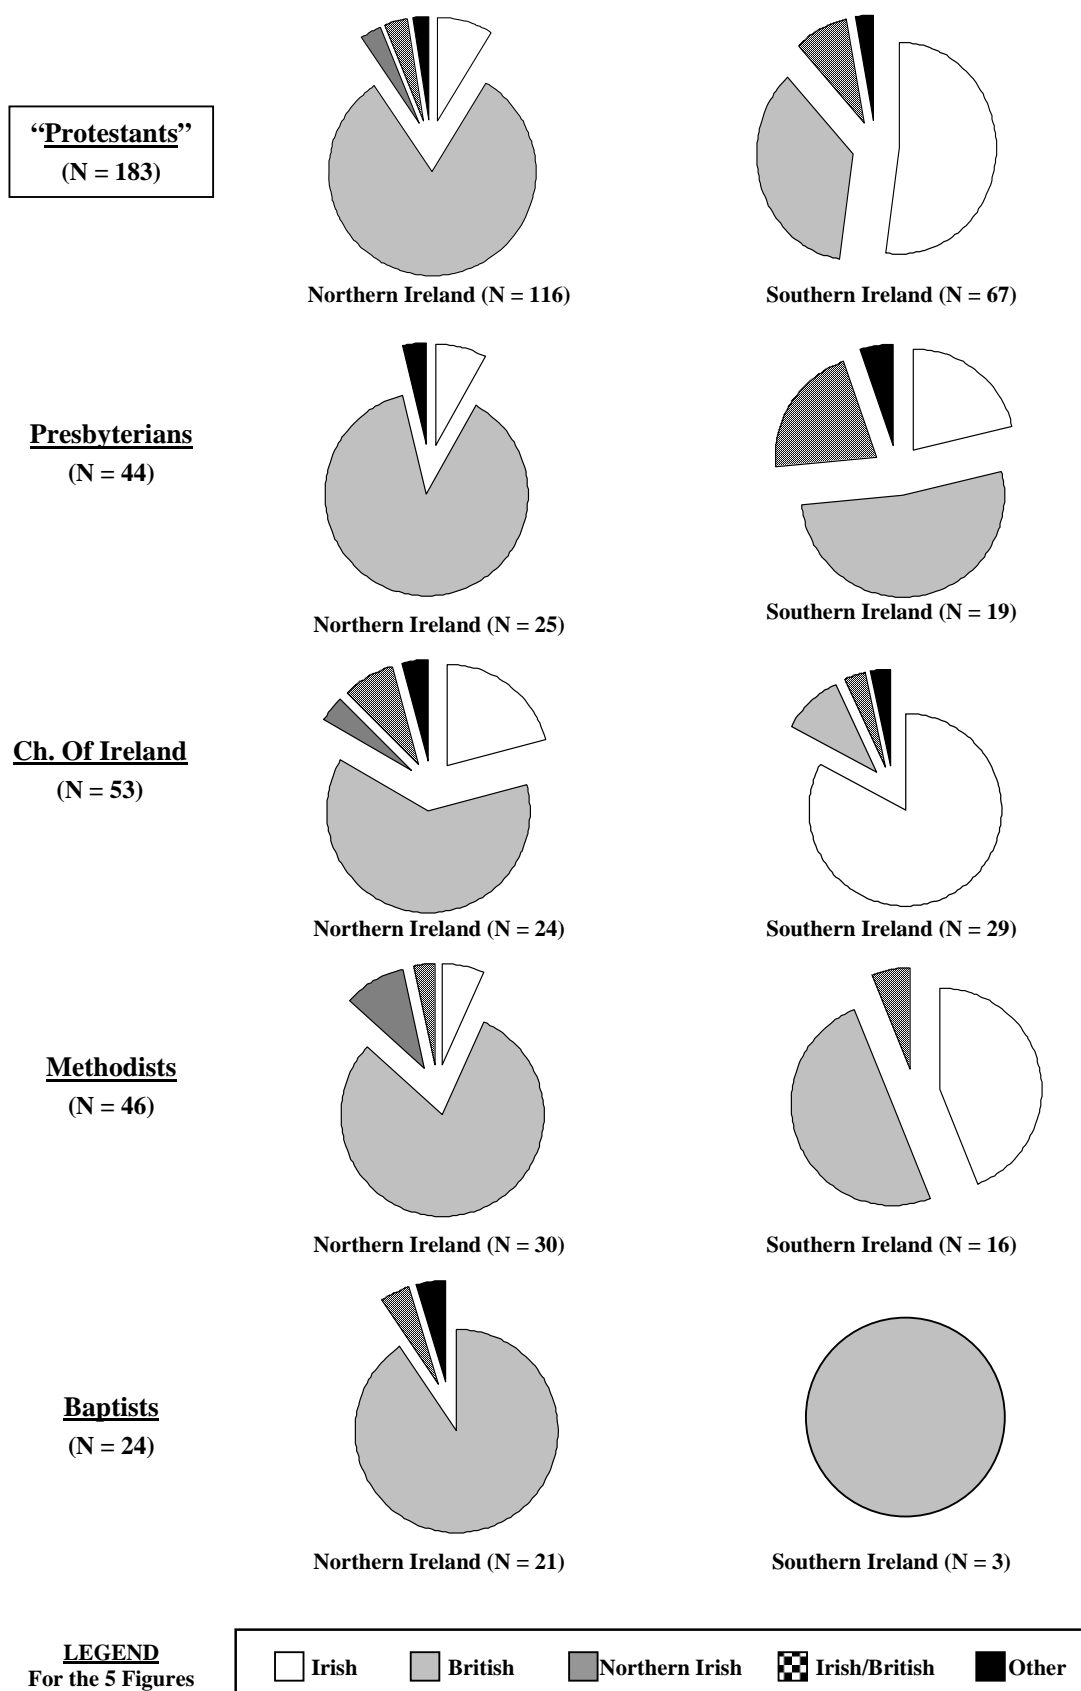 “Protestants”
(N = 183)
Northern Ireland (N = 116)
Southern Ireland (N = 67)
Presbyterians
(N = 44)
Northern Ireland (N = 25)
Southern Ireland (N = 19)
Ch. Of Ireland
(N = 53)
Northern Ireland (N = 24)
Southern Ireland (N = 29)
Methodists
(N = 46)
Northern Ireland (N = 30)
Southern Ireland (N = 16)
Baptists
(N = 24)
Northern Ireland (N = 21)
Southern Ireland (N = 3)
LEGEND
For the 5 Figures
Irish British Northern Irish Irish/British Other